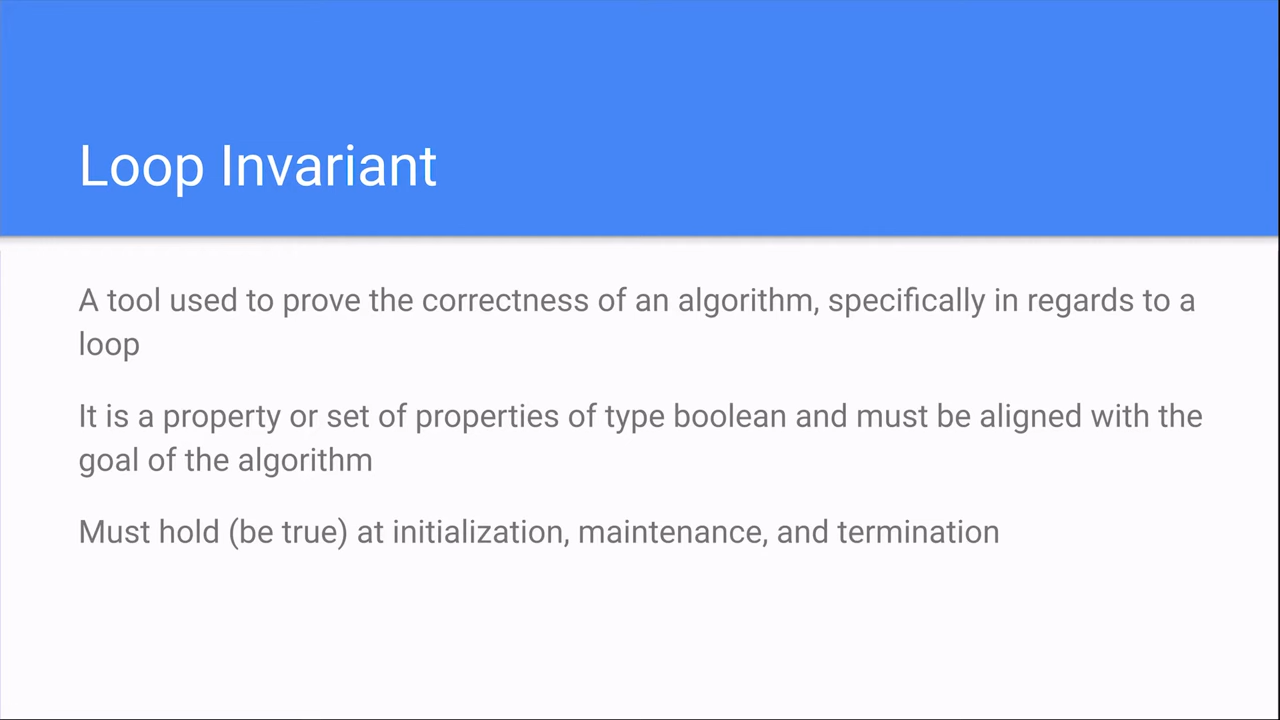 Loop Invariant
A tool used to prove the correctness of an algorithm, specifically in regards to a
loop
It is a property or set of properties of type boolean and must be aligned with the
goal of the algorithm
Must hold (be true) at initialization, maintenance, and termination